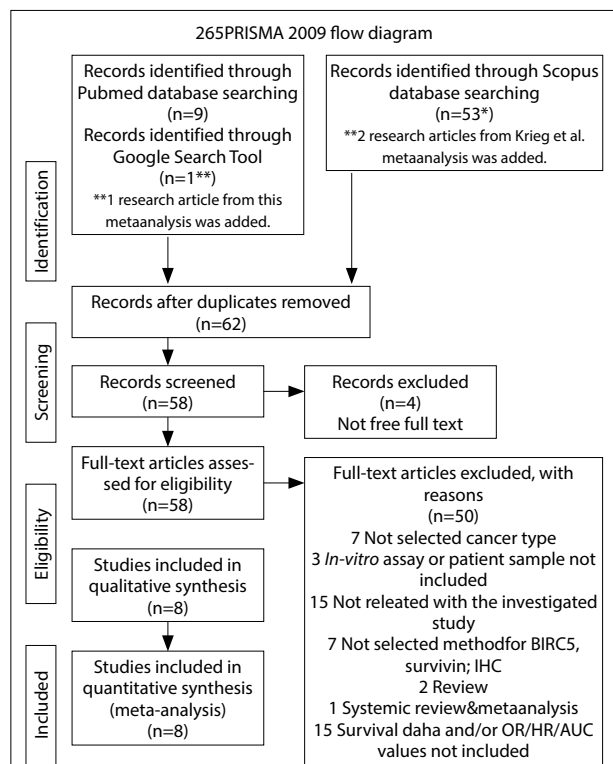 265PRISMA 2009 flow diagram
Records identified through
Pubmed database searching
(n=9)
Records identified through
Google Search Tool
(n=1**)
**1 research article from this
metaanalysis was added.
Records identified through Scopus
database searching
(n=53*)
**2 research articles from Krieg et al.
metaanalysis was added.
Identification
Records after duplicates removed
(n=62)
Screening
Records screened
(n=58)
Records excluded
(n=4)
Not free full text
Eligibility
Full-text articles asses-
sed for eligibility
(n=58)
Full-text articles excluded, with
reasons
(n=50)
7 Not selected cancer type
3 In-vitro assay or patient sample not
included
15 Not releated with the investigated
study
7 Not selected methodfor BIRC5,
survivin; IHC
2 Review
1 Systemic review&metaanalysis
15 Survival daha and/or OR/HR/AUC
values not included
Studies included in
qualitative synthesis
(n=8)
Included
Studies included in
quantitative synthesis
(meta-analysis)
(n=8)